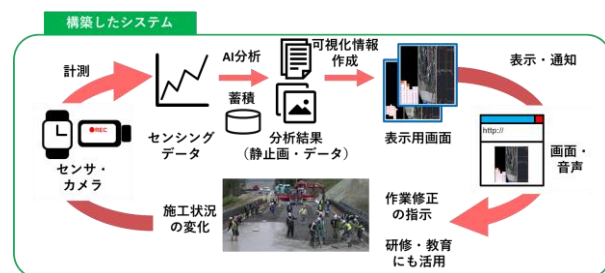 構築したシステム
計測
AI分析
可視化情報
作成
表示・通知
蓄積
REC
センサ・
カメラ
センシング
データ
分析結果
（静止画・データ）
表示用画面
http://
画面・
音声
施工状況
の変化
作業修正
の指示
研修・教育
にも活用